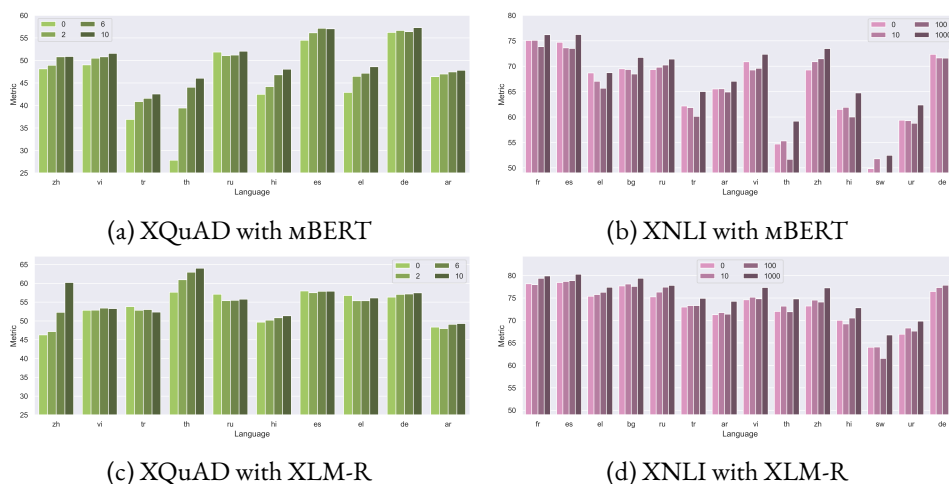 60
55
50
45
40
35
30
25
Metric
0
2
6
10
zh vi tr th ru hi es el de ar
Language
(a) XQuAD with mBERT
80
75
70
65
60
55
50
Metric
0
10
100
1000
fr es el bg ru tr ar vi th zh hi sw ur de
Language
(b) XNLI with mBERT
65
60
55
50
45
40
35
30
25
Metric
0
2
6
10
zh vi tr th ru hi es el de ar
Language
(c) XQuAD with XLM-R
80
75
70
65
60
55
50
Metric
0
10
100
1000
fr es el bg ru tr ar vi th zh hi sw ur de
Language
(d) XNLI with XLM-R